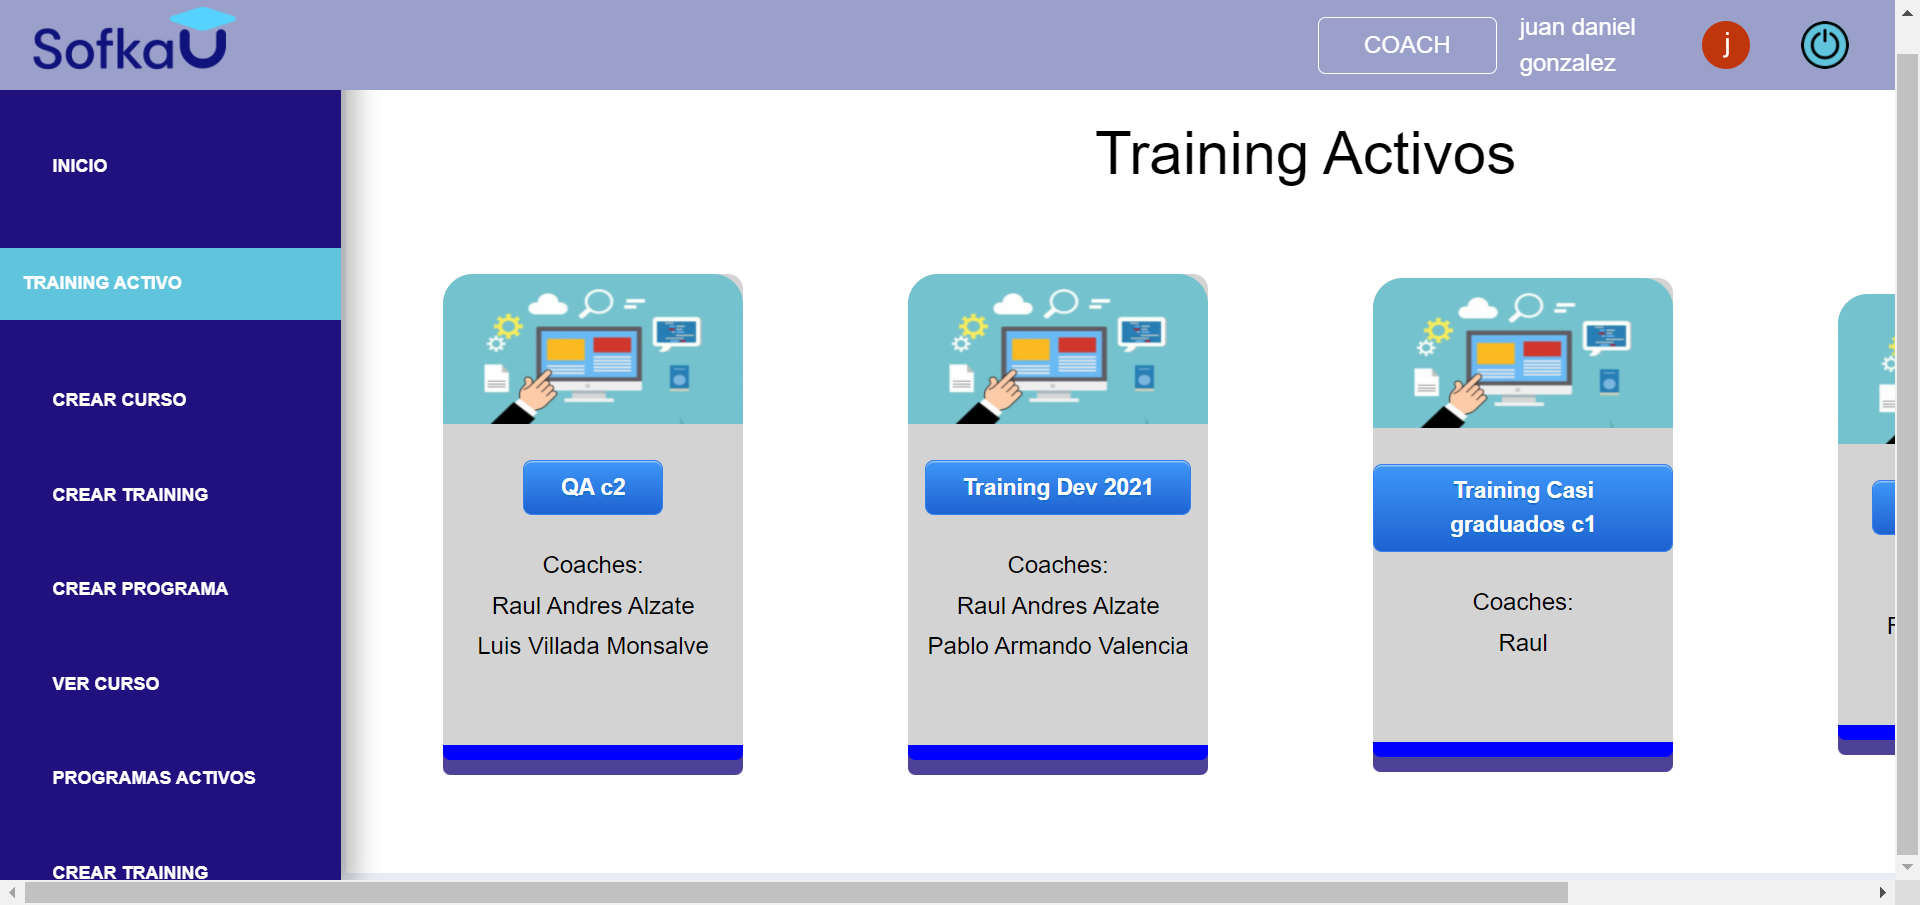 SofkaU
COACH
juan daniel
gonzalez
j
INICIO
TRAINING ACTIVO
CREAR CURSO
CREAR TRAINING
CREAR PROGRAMA
VER CURSO
PROGRAMAS ACTIVOS
CREAR TRAINING
Training Activos
QA c2
Coaches:
Raul Andres Alzate
Luis Villada Monsalve
Training Dev 2021
Coaches:
Raul Andres Alzate
Pablo Armando Valencia
Training Casi
graduados c1
Coaches:
Raul